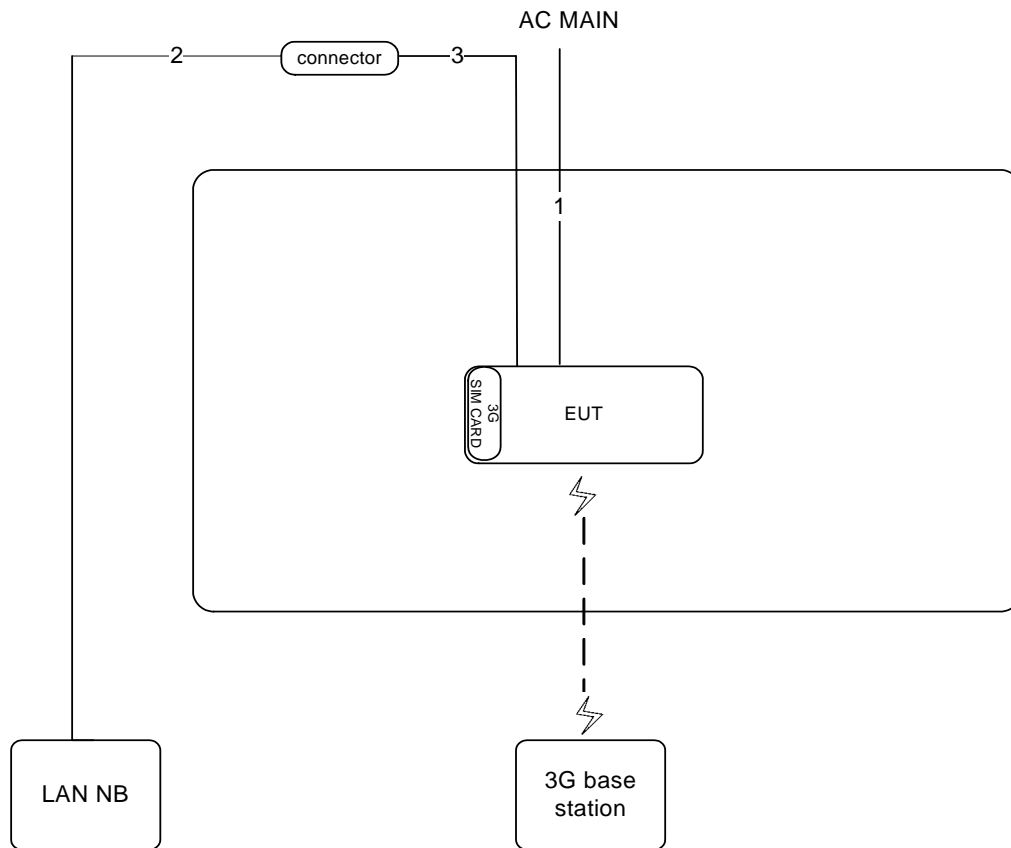 AC MAIN
2
connector
3
1
3G
SIM CARD
EUT
LAN NB
3G base
station